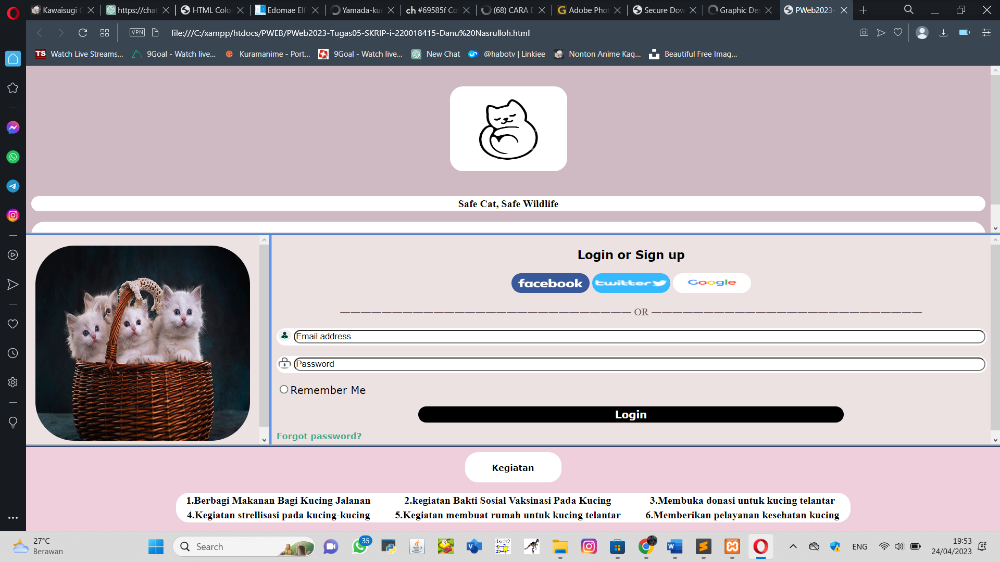 Kawaisugi C
https://chat
HTML Color
Edomae Elf
Yamada-kun
ch #69585f Co
(68) CARA D
G Adobe Phot
Secure Dow
Graphic Des
PWeb2023-
VPN
file:///C:/xampp/htdocs/PWEB/PWeb2023-Tugas05-SKRIP-i-220018415-Danu%20Nasrulloh.html
TS Watch Live Streams...
9Goal - Watch live...
Kuramanime - Port...
9Goal - Watch live...
New Chat
@habotv | Linkiee
Nonton Anime Kag...
Beautiful Free Imag...
Safe Cat, Safe Wildlife
Login or Sign up
facebook twitter Google
———————————————————————————— OR ——————————————————————————
Email address
Password
Remember Me
Login
Forgot password?
Kegiatan
1.Berbagi Makanan Bagi Kucing Jalanan 2.kegiatan Bakti Sosial Vaksinasi Pada Kucing 3.Membuka donasi untuk kucing telantar
4.Kegiatan strellisasi pada kucing-kucing 5.Kegiatan membuat rumah untuk kucing telantar 6.Memberikan pelayanan kesehatan kucing
27°C
Berawan
Search
35
dsch2
ENG
19:53
24/04/2023